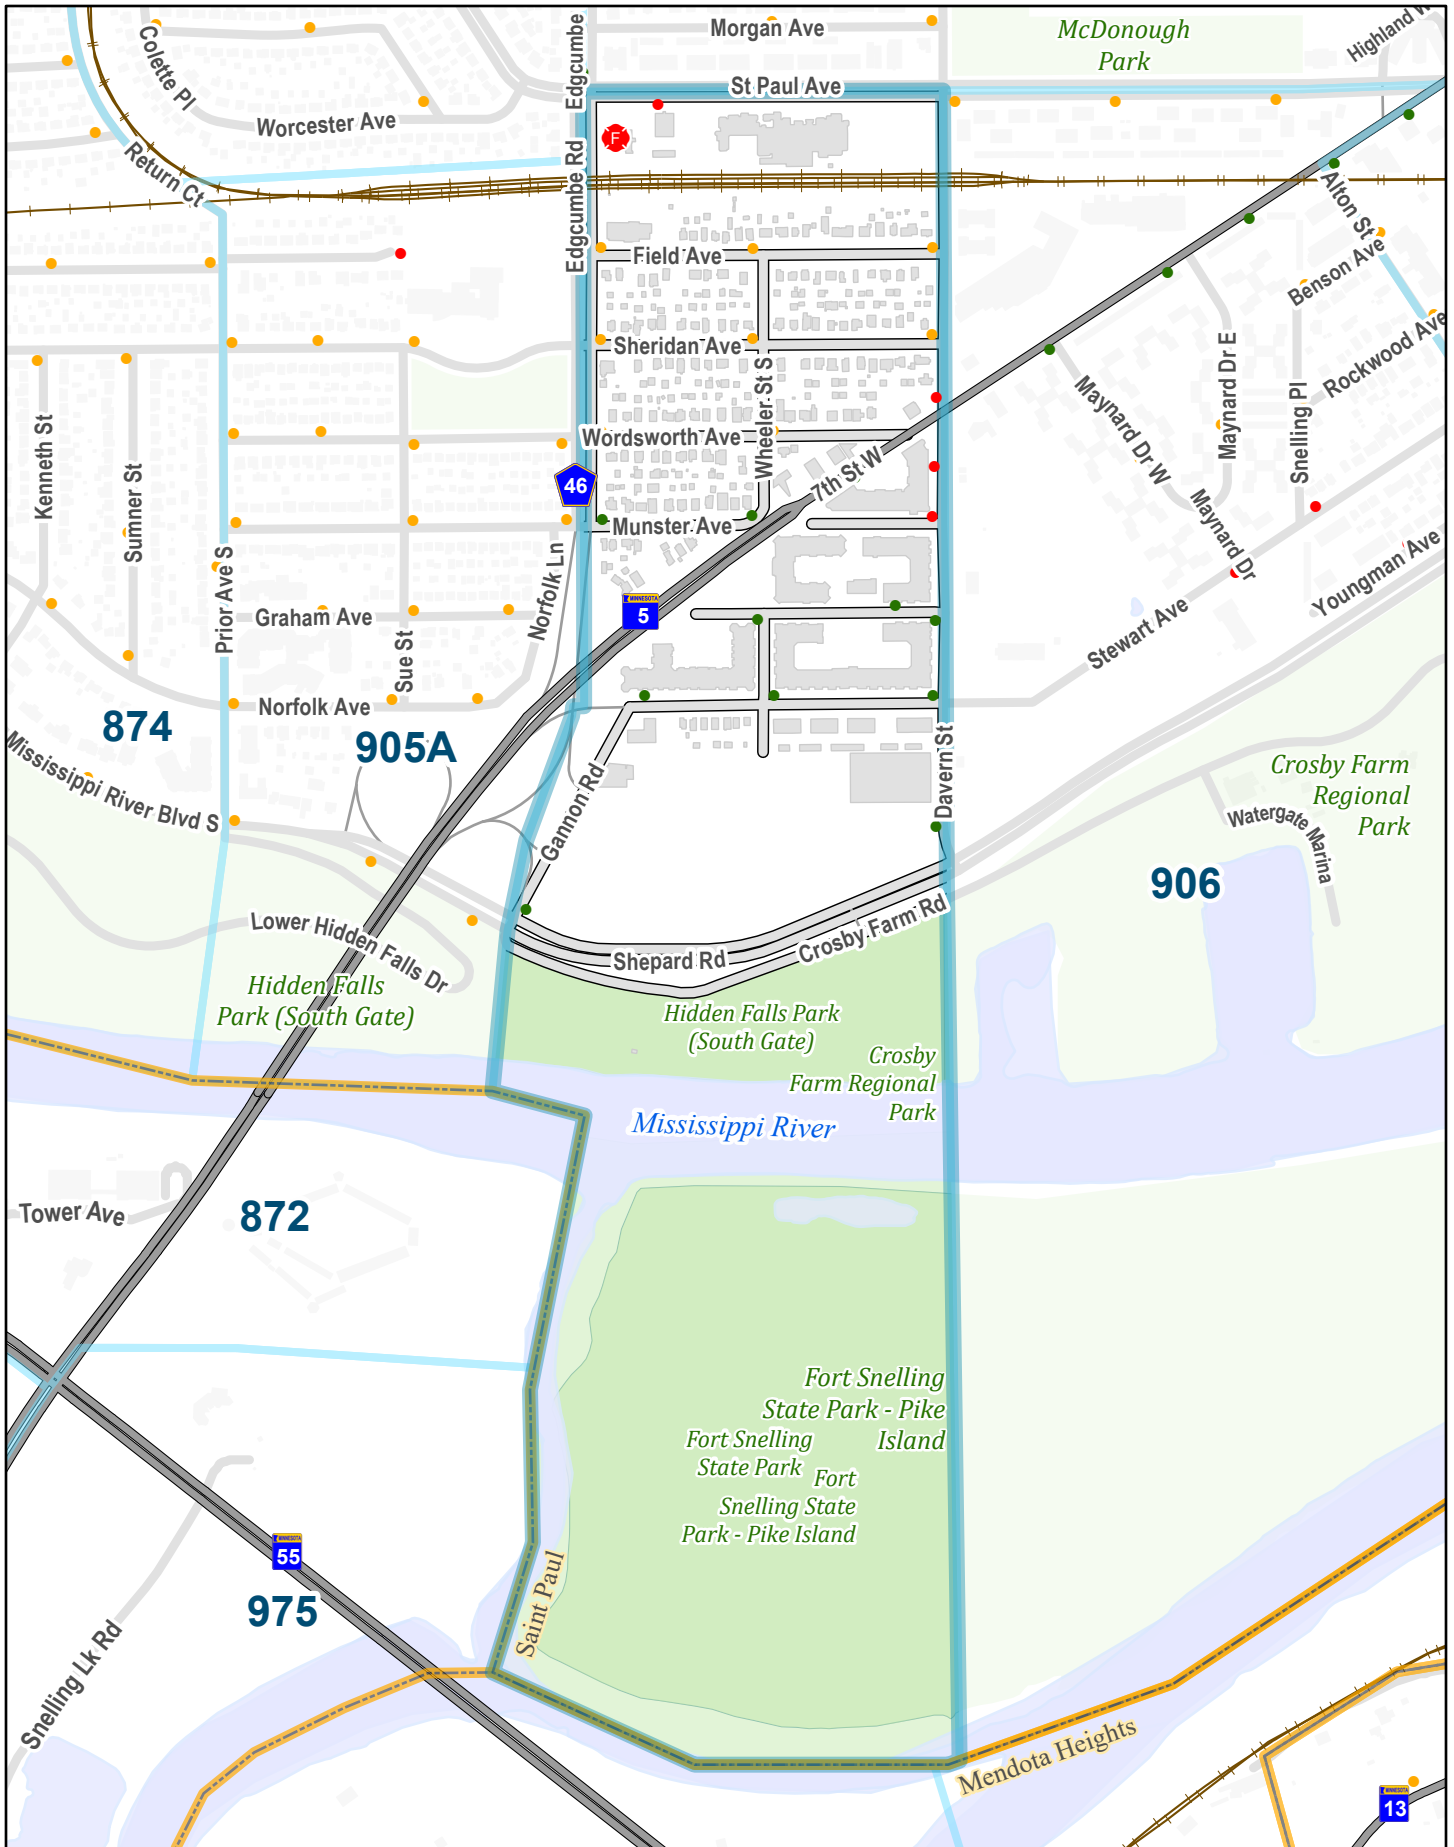 Morgan Ave
McDonough
Park
Highland
Colette Pl
Edgcumbe
St Paul Ave
Worcester Ave
F
Return Ct
Edgcumbe Rd
Alton St
Field Ave
Benson Ave
Sheridan Ave
Rockwood Ave
Maynard Dr E
Wheeler St S
Snelling Pl
Maynard Dr W
Kenneth St
Wordsworth Ave
Sumner St
7th St W
46
Munster Ave
Maynard Dr
Youngman Ave
Norfolk Ln
Prior Ave S
MINNESOTA
5
Graham Ave
Stewart Ave
Sue St
Norfolk Ave
874
905A
Davern St
Mississippi River Blvd S
Gannon Rd
Crosby Farm
Regional
Park
Watergate Marina
906
Lower Hidden Falls Dr
Crosby Farm Rd
Shepard Rd
Hidden Falls
Park (South Gate)
Hidden Falls Park
(South Gate)
Crosby
Farm Regional
Park
Mississippi River
Tower Ave
872
Fort Snelling
State Park - Pike
Island
Fort Snelling
State Park
Fort
Snelling State
Park - Pike Island
MINNESOTA
55
Saint Paul
975
Snelling Lk Rd
Mendota Heights
MINNESOTA
13